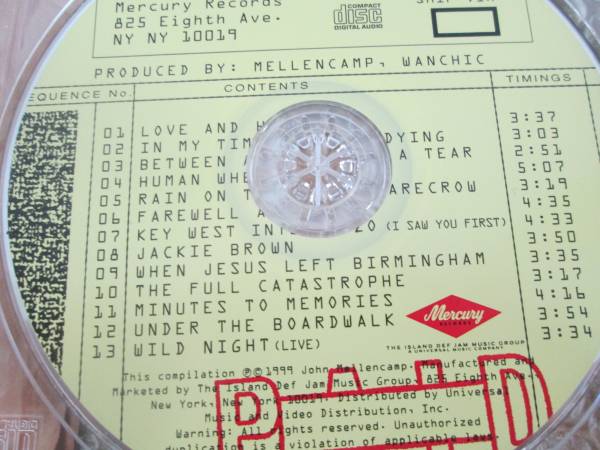 Mercury Records
825 Eighth Ave.
NY NY 10019
COMPACT
disc
DIGITAL AUDIO
PRODUCED BY: MELLENCAMP, WANCHIC
EQUENCE No. CONTENTS TIMINGS
01 LOVE AND 3:37
02 IN MY TIM DYING 3:03
03 BETWEEN A A TEAR 2:51
04 HUMAN WHE 5:07
05 RAIN ON T ARECROW 3:19
06 FAREWELL A 4:35
07 KEY WEST INT ZO (I SAW YOU FIRST) 4:33
08 JACKIE BROWN 3:50
09 WHEN JESUS LEFT BIRMINGHAM 3:35
10 THE FULL CATASTROPHE 3:17
11 MINUTES TO MEMORIES 4:16
12 UNDER THE BOARDWALK 3:54
13 WILD NIGHT (LIVE) 3:34
Mercury
RECORDS
THE ISLAND DEF JAM MUSIC GROUP
A UNIVERSAL MUSIC COMPANY
This compilation ℗© 1999 John Mellencamp. Manufactured and
Marketed by The Island Def Jam Music Group, 825 Eighth Ave.
New York, New York 10019. Distributed by Universal
Music and Video Distribution, Inc.
Warning: All rights reserved. Unauthorized
duplication is a violation of applicable laws.
PAID